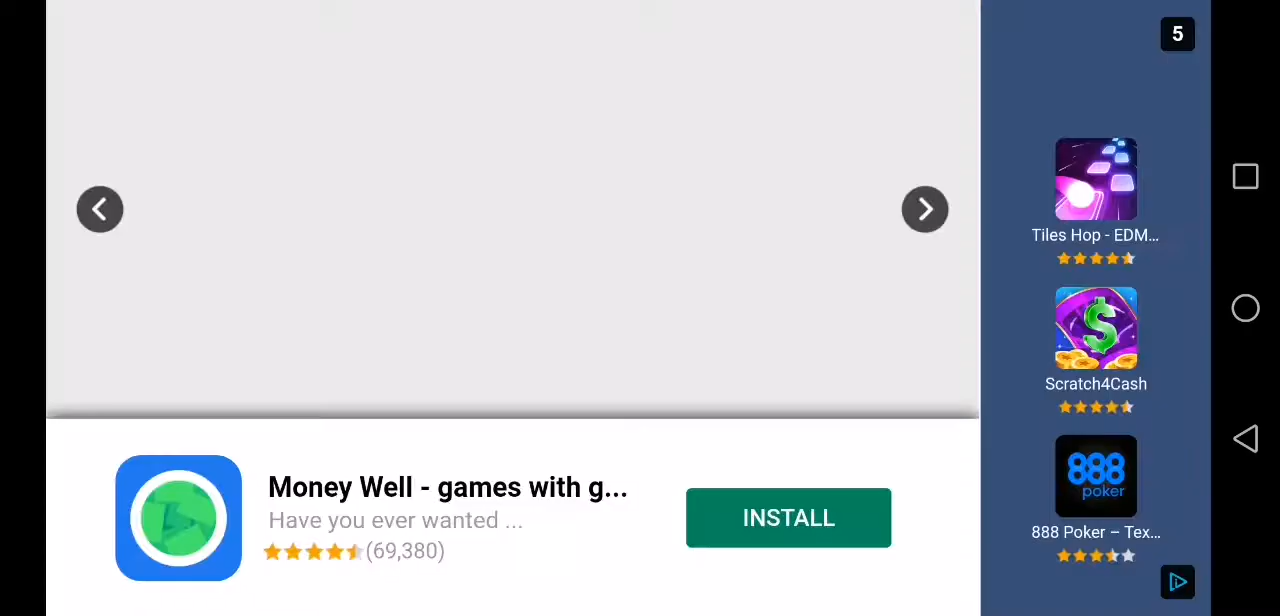 5
Tiles Hop - EDM...
Scratch4Cash
888
poker
888 Poker – Tex...
Money Well - games with g...
Have you ever wanted ...
(69,380)
INSTALL